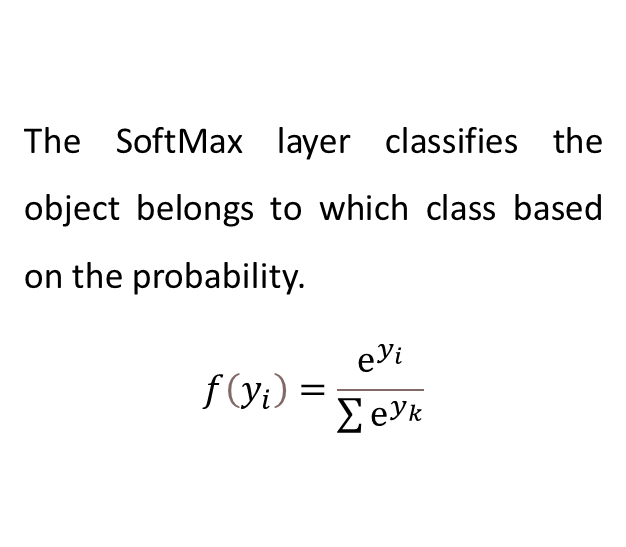 The SoftMax layer classifies the
object belongs to which class based
on the probability.
f(yᵢ) = e^{yᵢ} / ∑ e^{yₖ}